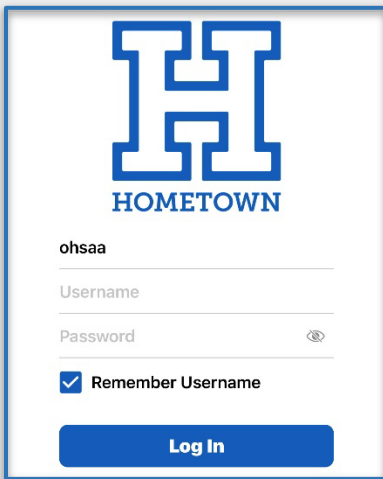 H
HOMETOWN
ohsaa
Username
Password
Remember Username
Log In